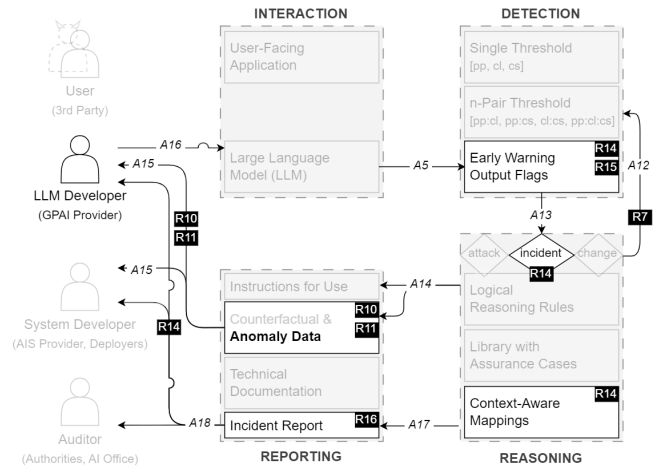 INTERACTION
DETECTION
User-Facing
Application
Single Threshold
[pp, cl, cs]
User
(3rd Party)
n-Pair Threshold
[pp:cl, pp:cs, cl:cs, pp:cl:cs]
A16
A15
Large Language
Model (LLM)
A5
Early Warning
Output Flags
R14
R15
A12
LLM Developer
(GPAI Provider)
R10
R11
A13
R7
attack
incident
change
R14
A15
Instructions for Use
A14
Logical
Reasoning Rules
Counterfactual &
Anomaly Data
R10
R11
System Developer
(AIS Provider, Deployers)
R14
Library with
Assurance Cases
Technical
Documentation
Context-Aware
Mappings
R14
A18
Incident Report
R16
A17
Auditor
(Authorities, AI Office)
REPORTING
REASONING